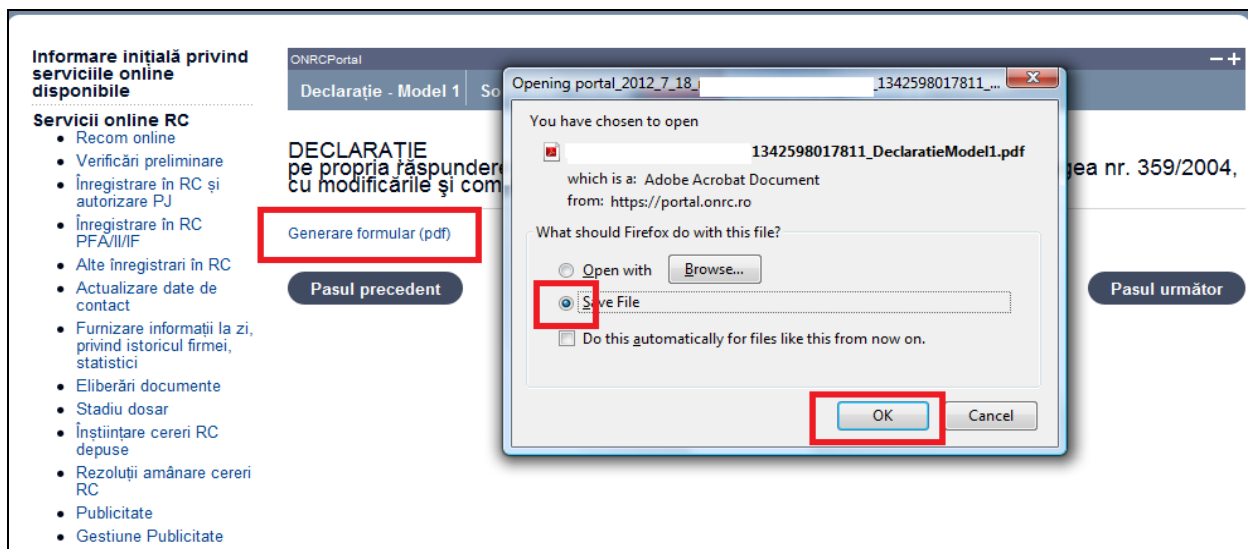 Informare inițială privind
serviciile online
disponibile
Servicii online RC
Recom online
Verificări preliminare
Înregistrare în RC și
autorizare PJ
Înregistrare în RC
PFA/II/IF
Alte înregistrari în RC
Actualizare date de
contact
Furnizare informații la zi,
privind istoricul firmei,
statistici
Eliberări documente
Stadiu dosar
Înștiințare cereri RC
depuse
Rezoluții amânare cereri
RC
Publicitate
Gestiune Publicitate
ONRCPortal
Declarație - Model 1
DECLARAȚIE
pe propria răspundere
gea nr. 359/2004,
cu modificările şi com
Generare formular (pdf)
Pasul precedent
Pasul următor
Opening portal_2012_7_18_ _1342598017811_...
You have chosen to open
1342598017811_DeclaratieModel1.pdf
which is a: Adobe Acrobat Document
from: https://portal.onrc.ro
What should Firefox do with this file?
Open with Browse...
Save File
Do this automatically for files like this from now on.
OK Cancel